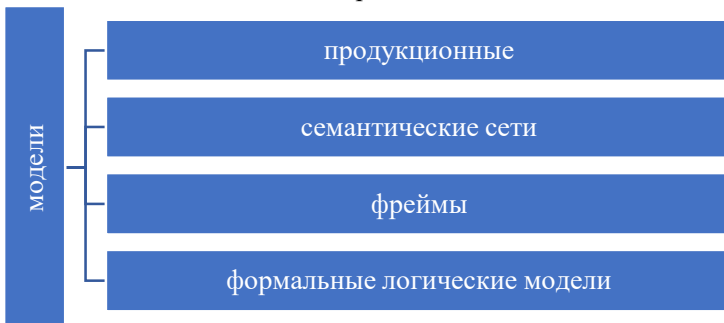 модели
продукционные
семантические сети
фреймы
формальные логические модели